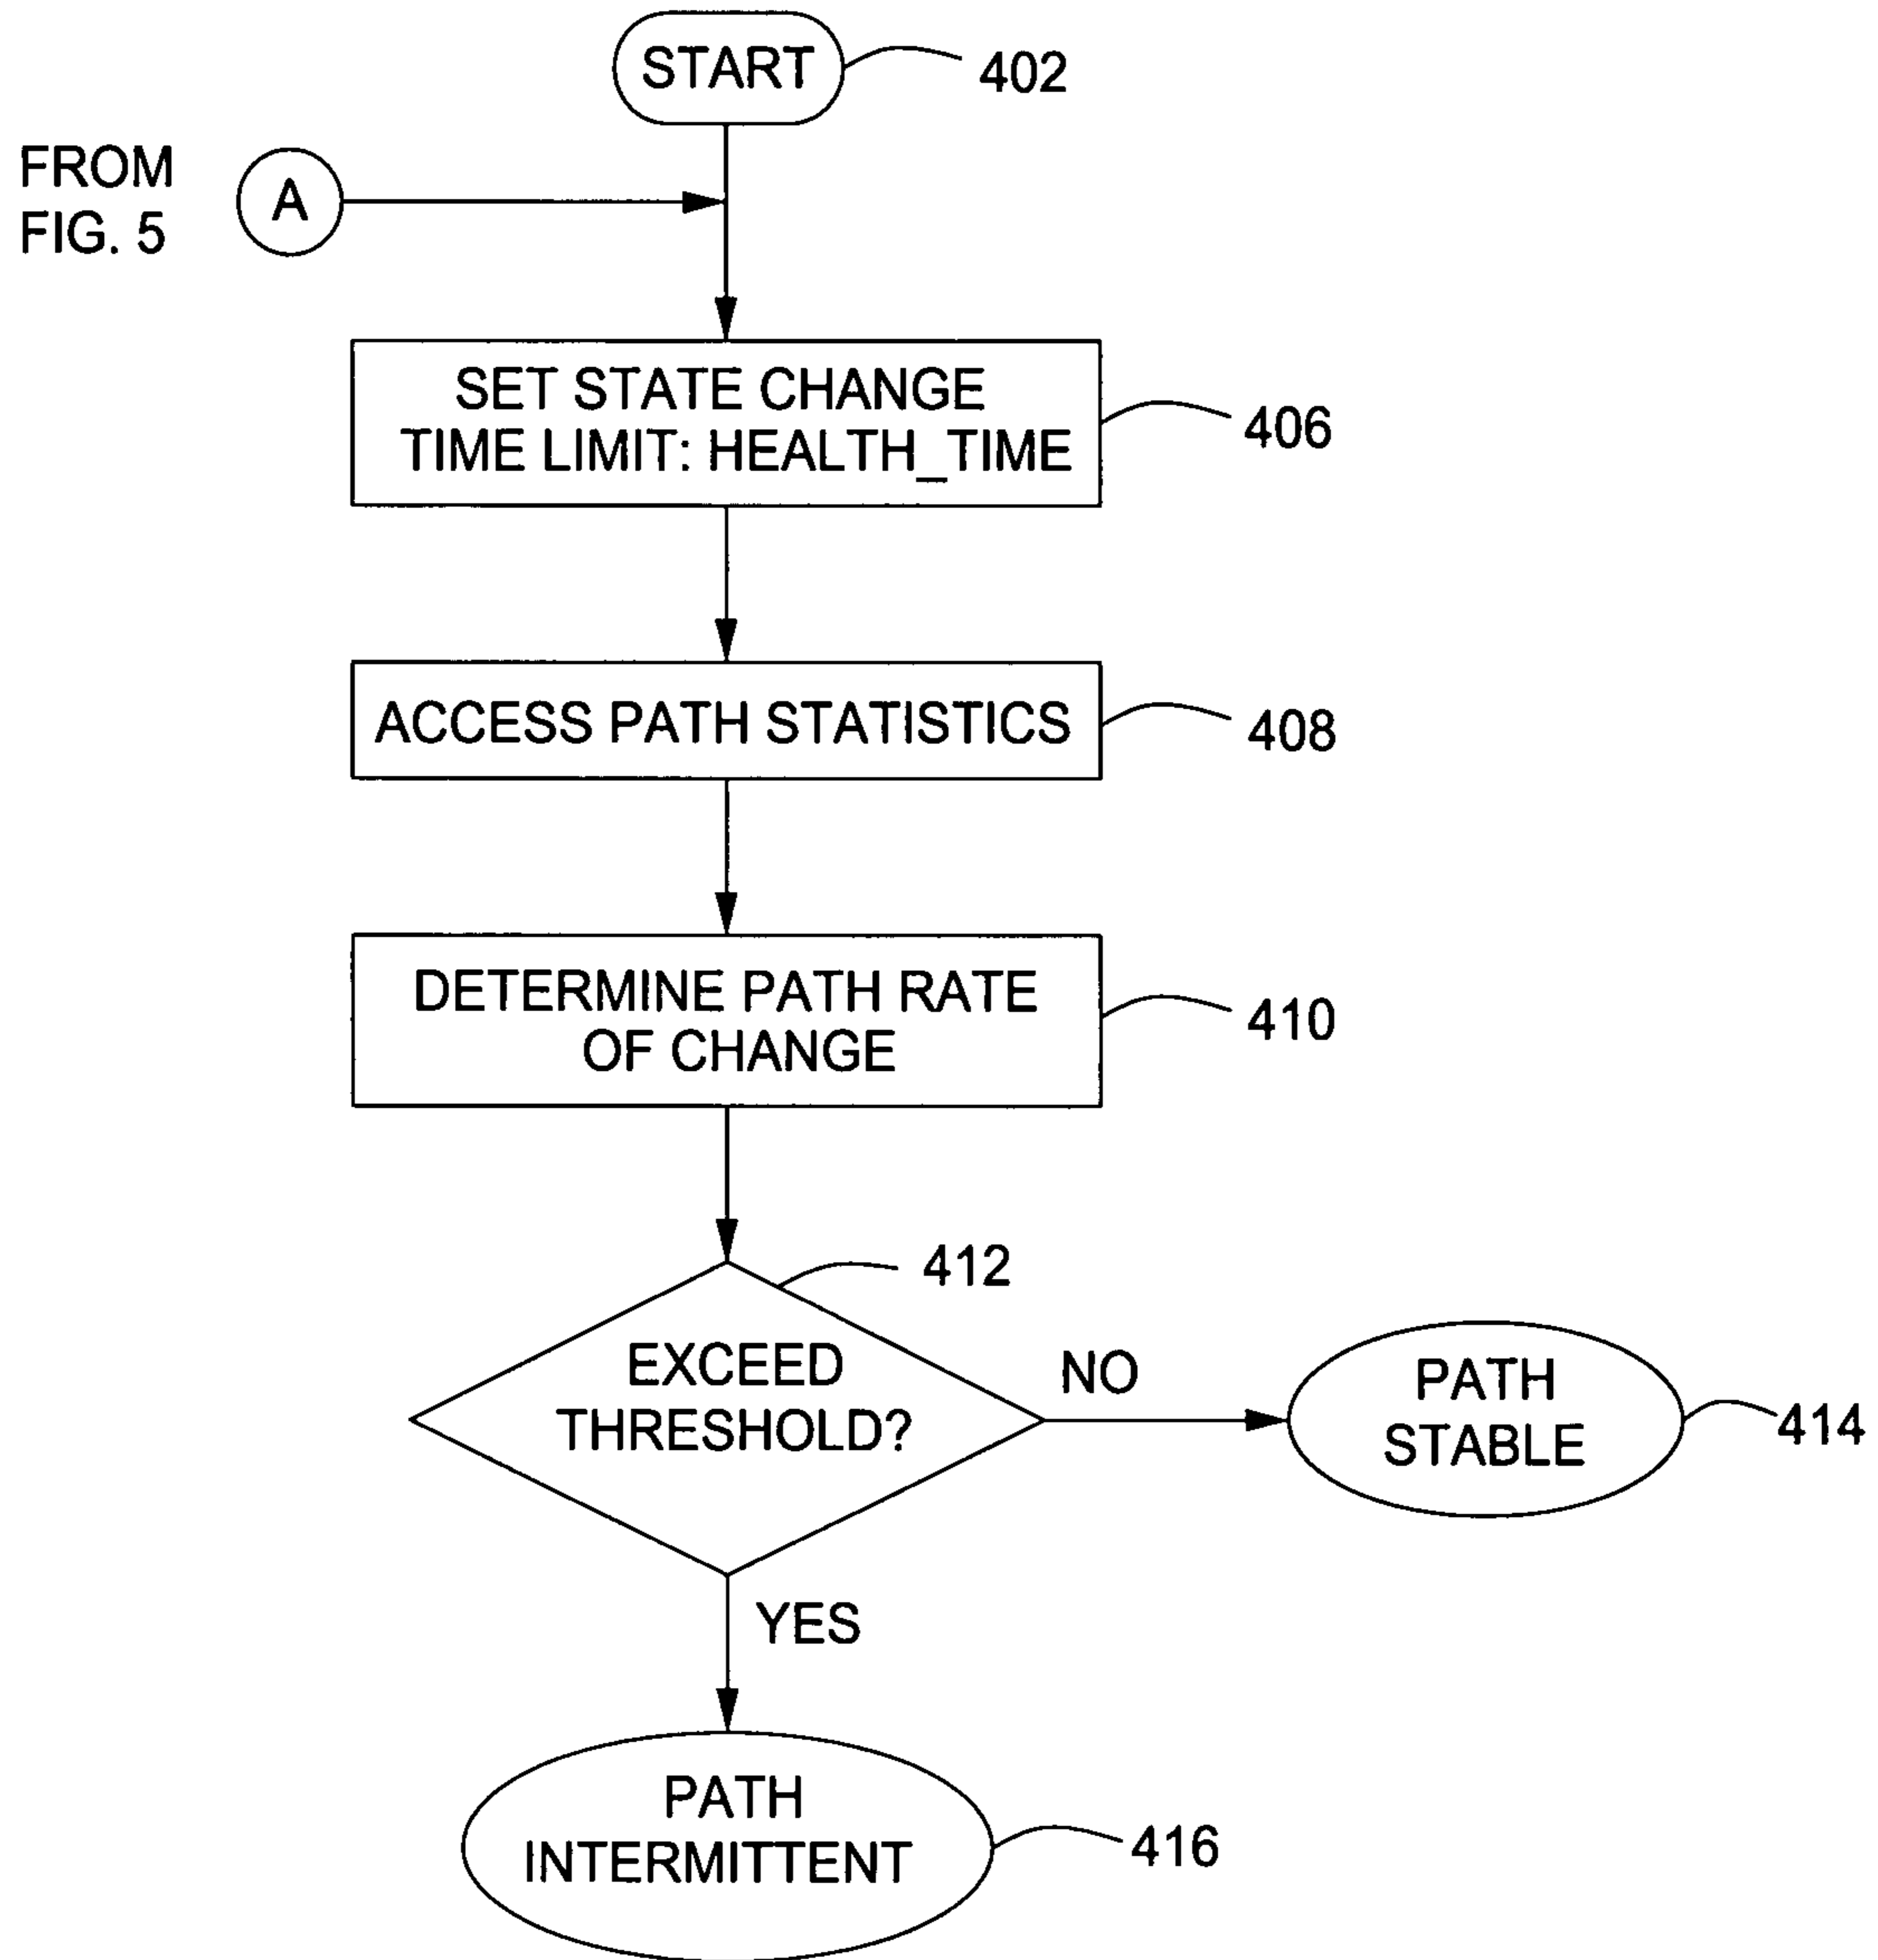 START
402
FROM
FIG. 5
A
SET STATE CHANGE
TIME LIMIT: HEALTH_TIME
406
ACCESS PATH STATISTICS
408
DETERMINE PATH RATE
OF CHANGE
410
412
EXCEED
THRESHOLD?
NO
PATH
STABLE
414
YES
PATH
INTERMITTENT
416